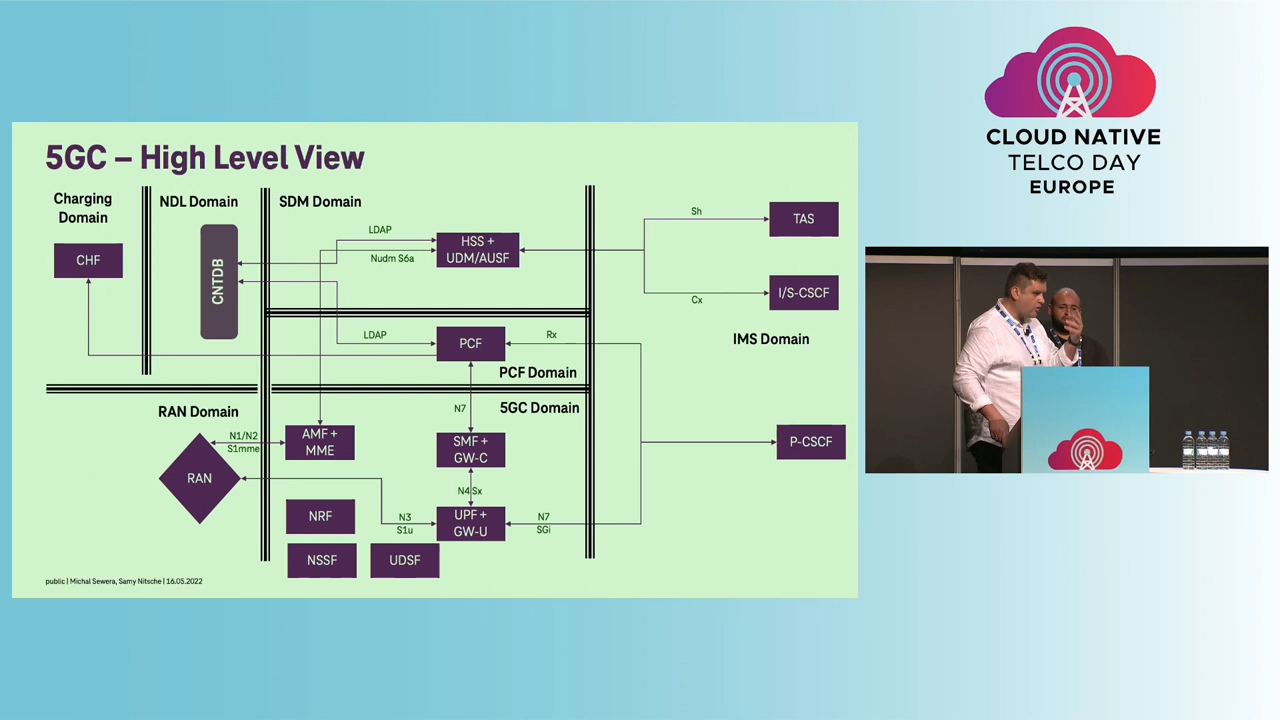 5GC – High Level View
Charging
Domain
NDL Domain
SDM Domain
CHF
CNTDB
LDAP
Nudm S6a
HSS +
UDM/AUSF
Sh
TAS
Cx
I/S-CSCF
IMS Domain
LDAP
PCF
Rx
PCF Domain
RAN Domain
5GC Domain
N1/N2
S1mme
AMF +
MME
N7
SMF +
GW-C
P-CSCF
RAN
N4 Sx
NRF
N3
S1u
UPF +
GW-U
N7
SGi
NSSF
UDSF
public | Michal Sewera, Samy Nitsche | 16.05.2022
CLOUD NATIVE
TELCO DAY
EUROPE